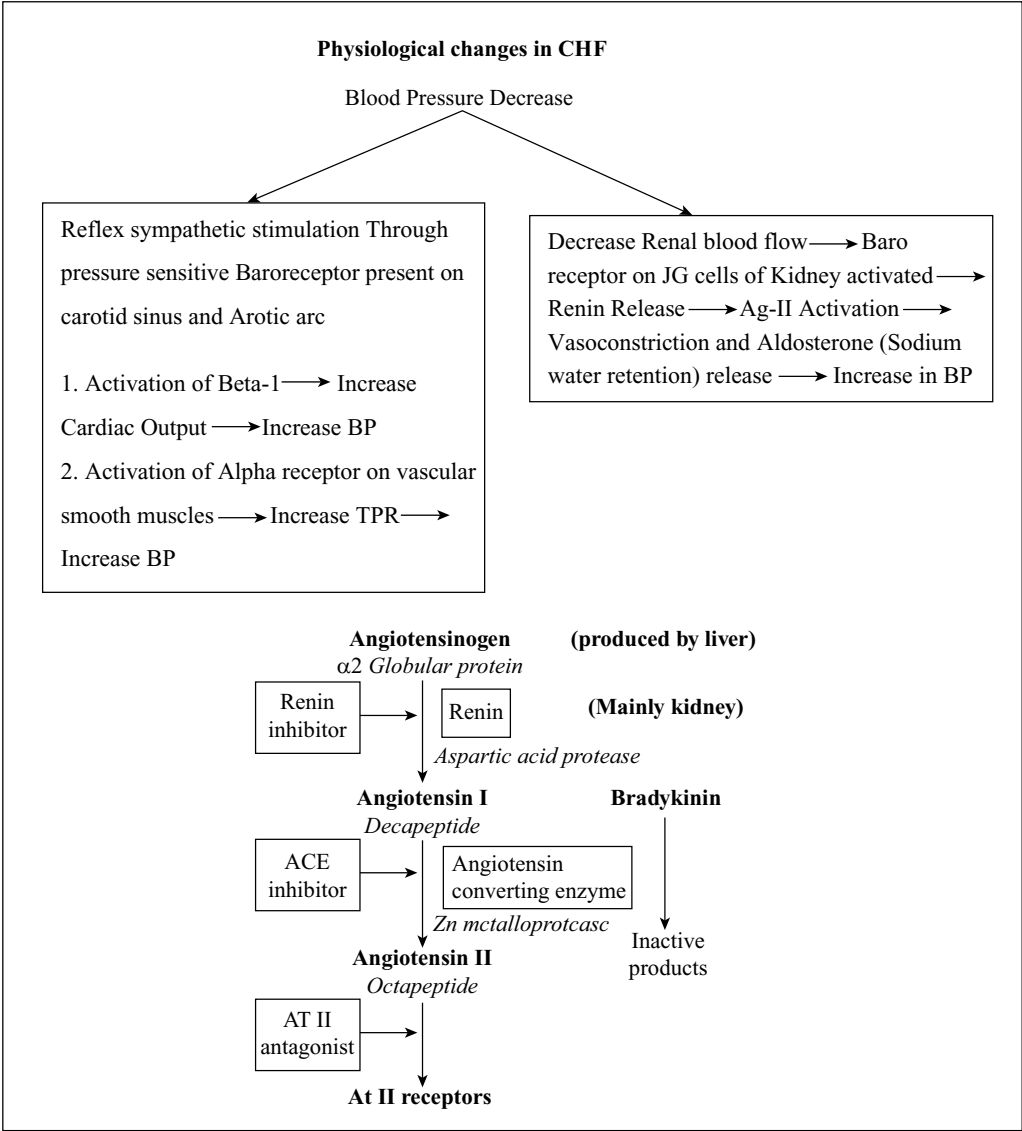 Physiological changes in CHF
Blood Pressure Decrease
Reflex sympathetic stimulation Through
pressure sensitive Baroreceptor present on
carotid sinus and Arotic arc
1. Activation of Beta-1 → Increase
Cardiac Output → Increase BP
2. Activation of Alpha receptor on vascular
smooth muscles → Increase TPR →
Increase BP
Decrease Renal blood flow → Baro
receptor on JG cells of Kidney activated →
Renin Release → Ag-II Activation →
Vasoconstriction and Aldosterone (Sodium
water retention) release → Increase in BP
Angiotensinogen (produced by liver)
α2 Globular protein
Renin
inhibitor
Renin
(Mainly kidney)
Aspartic acid protease
Angiotensin I
Decapeptide
Bradykinin
ACE
inhibitor
Angiotensin
converting enzyme
Zn mctalloprotcasc
Inactive
products
Angiotensin II
Octapeptide
AT II
antagonist
At II receptors